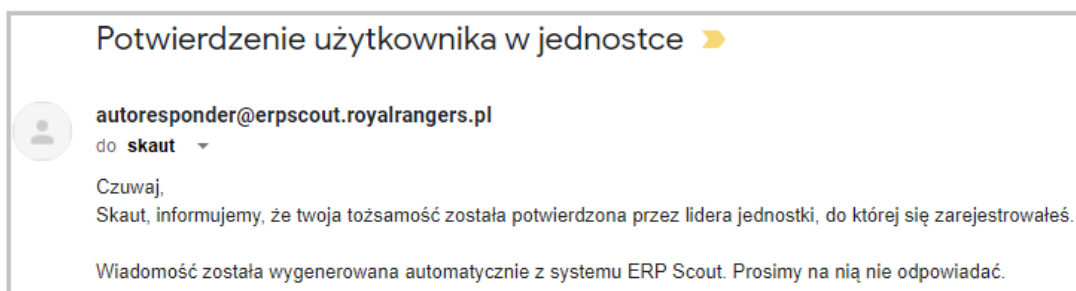 Potwierdzenie użytkownika w jednostce
autoresponder@erpscout.royalrangers.pl
do skaut
Czuwaj,
Skaut, informujemy, że twoja tożsamość została potwierdzona przez lidera jednostki, do której się zarejestrowałeś.
Wiadomość została wygenerowana automatycznie z systemu ERP Scout. Prosimy na nią nie odpowiadać.